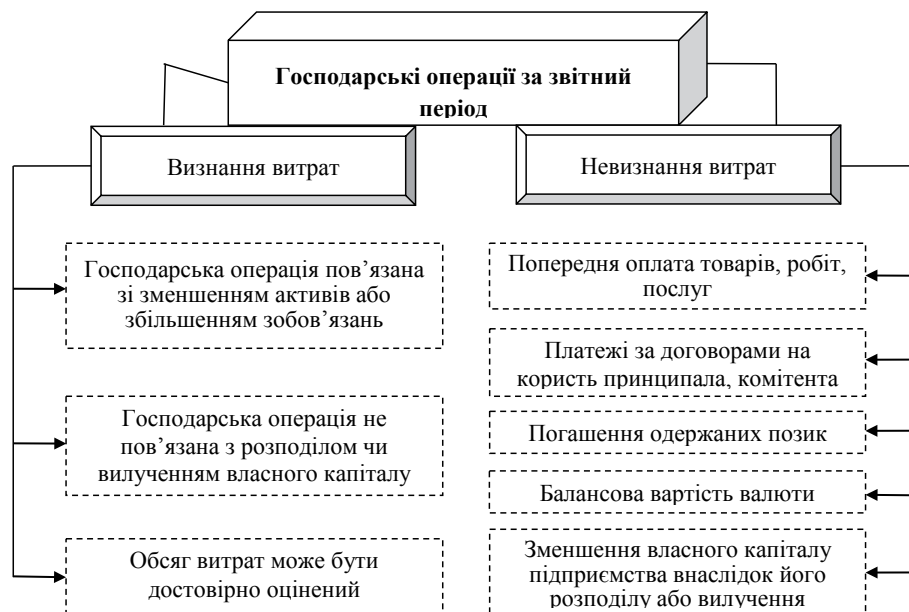 Господарські операції за звітний
період
Визнання витрат
Невизнання витрат
Господарська операція пов’язана
зі зменшенням активів або
збільшенням зобов’язань
Господарська операція не
пов’язана з розподілом чи
вилученням власного капіталу
Обсяг витрат може бути
достовірно оцінений
Попередня оплата товарів, робіт,
послуг
Платежі за договорами на
користь принципала, комітента
Погашення одержаних позик
Балансова вартість валюти
Зменшення власного капіталу
підприємства внаслідок його
розподілу або вилучення